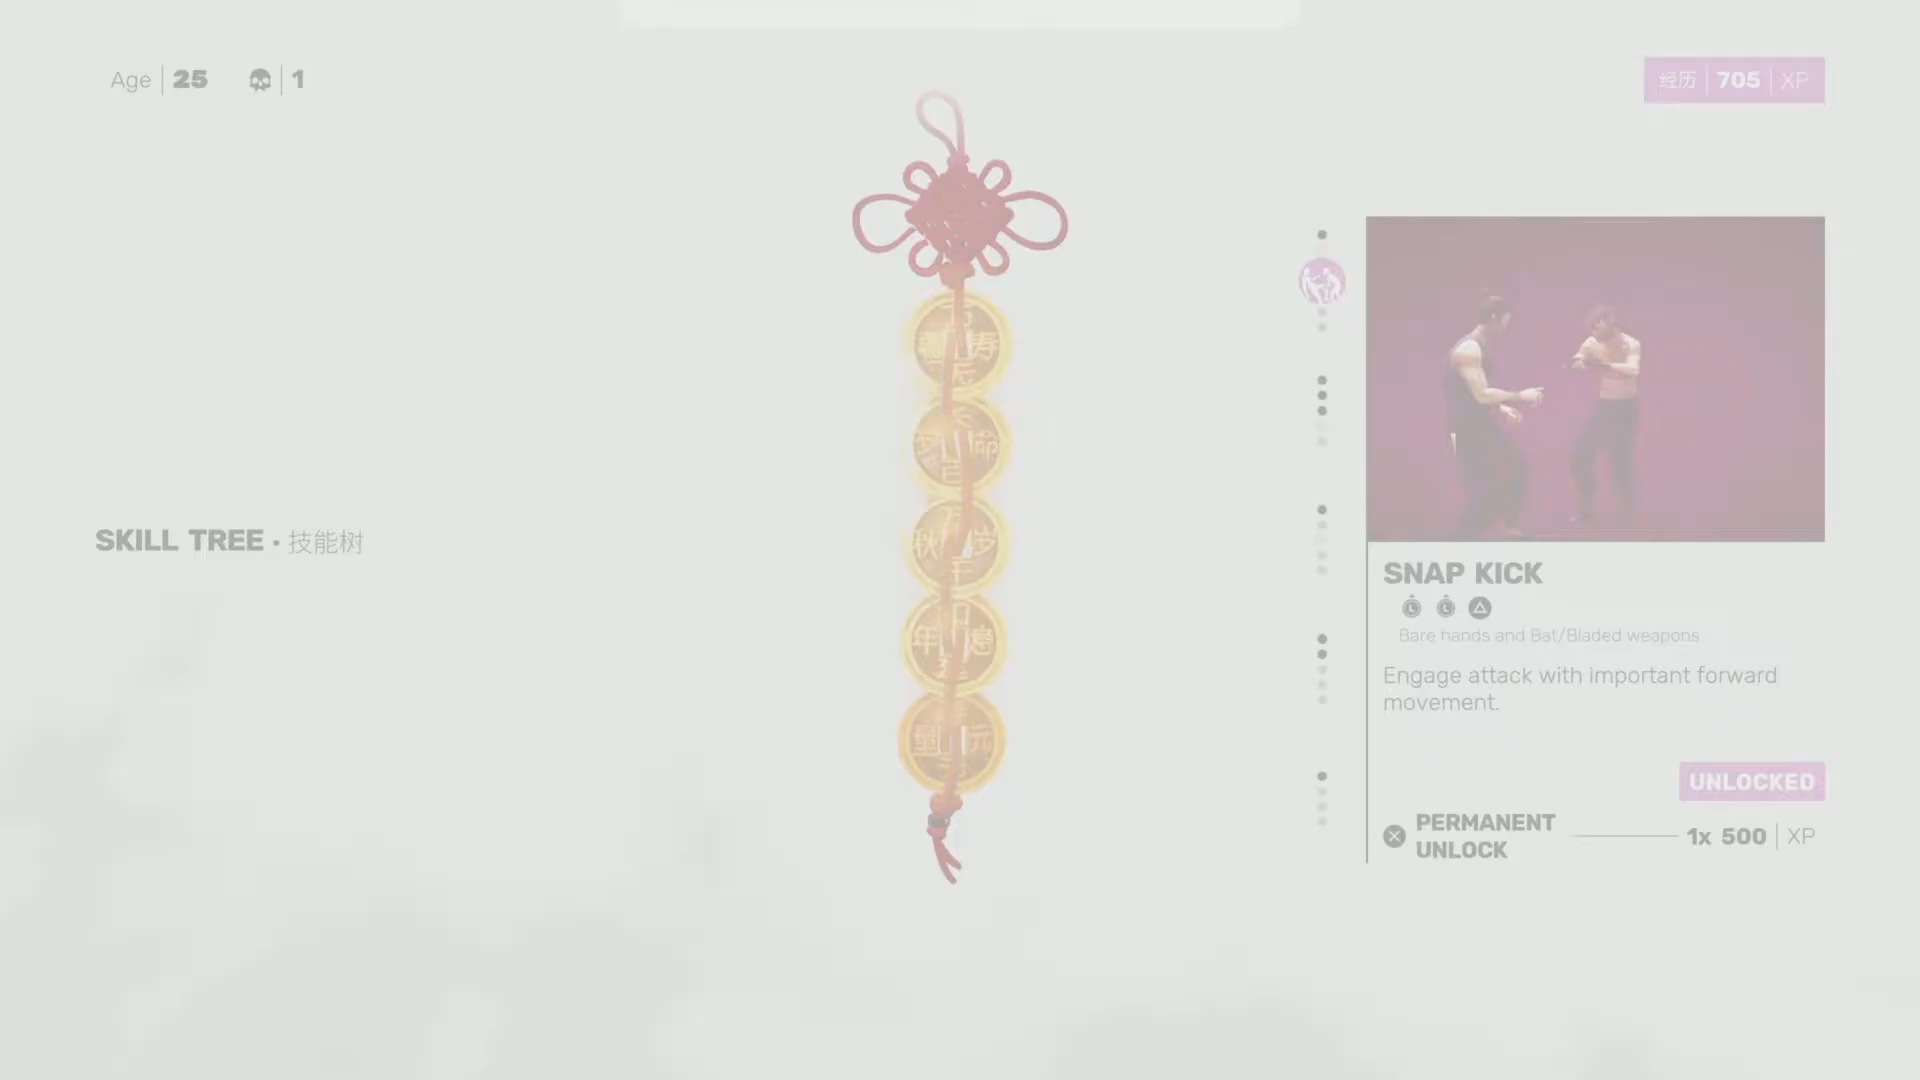 Age 25 1
经历 705 XP
SKILL TREE · 技能树
SNAP KICK
L L △
Bare hands and Bat/Bladed weapons
Engage attack with important forward
movement.
UNLOCKED
PERMANENT
UNLOCK
1x 500 XP